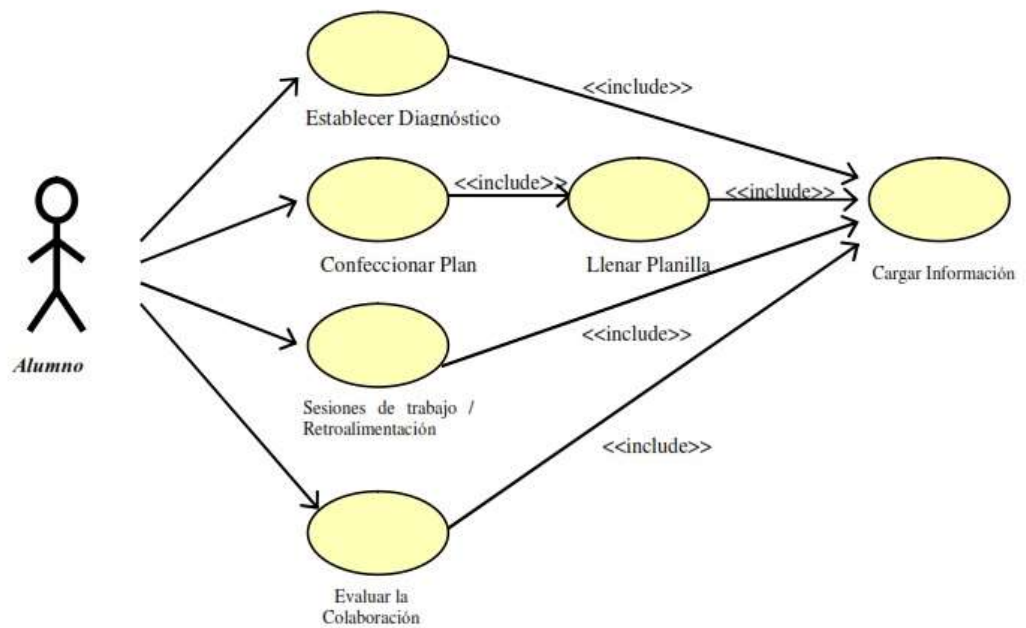 <<include>>
Establecer Diagnóstico
<<include>>
<<include>>
Confeccionar Plan
Llenar Planilla
Cargar Información
<<include>>
Alumno
Sesiones de trabajo /
Retroalimentación
<<include>>
Evaluar la
Colaboración